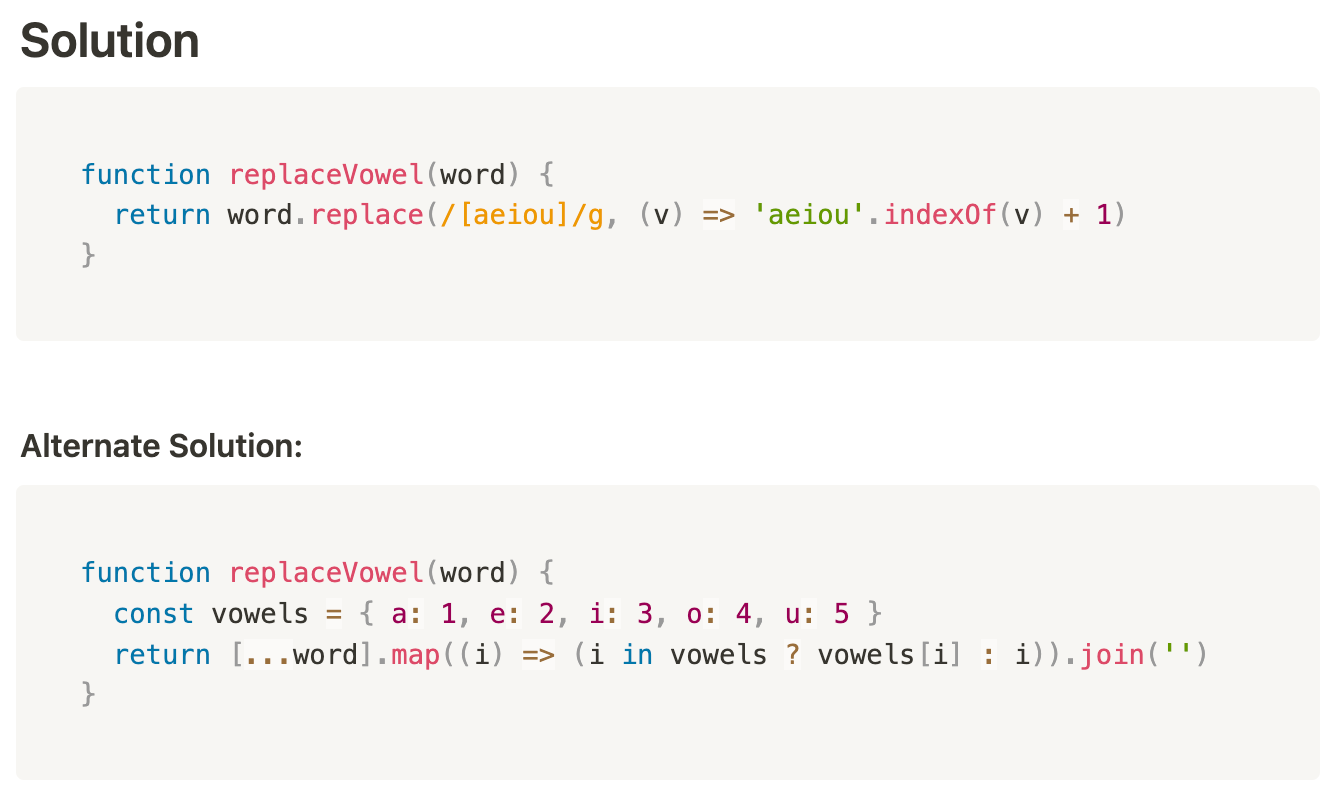 Solution
function replaceVowel(word) {
  return word.replace(/[aeiou]/g, (v) => 'aeiou'.indexOf(v) + 1)
}
Alternate Solution:
function replaceVowel(word) {
  const vowels = { a: 1, e: 2, i: 3, o: 4, u: 5 }
  return [...word].map((i) => (i in vowels ? vowels[i] : i)).join('')
}